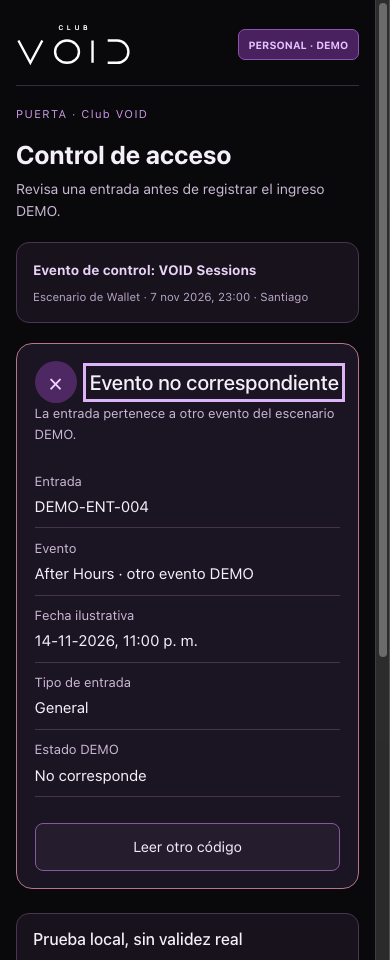 CLUB
VOID
PERSONAL · DEMO
PUERTA · Club VOID
Control de acceso
Revisa una entrada antes de registrar el ingreso
DEMO.
Evento de control: VOID Sessions
Escenario de Wallet · 7 nov 2026, 23:00 · Santiago
×
Evento no correspondiente
La entrada pertenece a otro evento del escenario
DEMO.
Entrada
DEMO-ENT-004
Evento
After Hours · otro evento DEMO
Fecha ilustrativa
14-11-2026, 11:00 p. m.
Tipo de entrada
General
Estado DEMO
No corresponde
Leer otro código
Prueba local, sin validez real